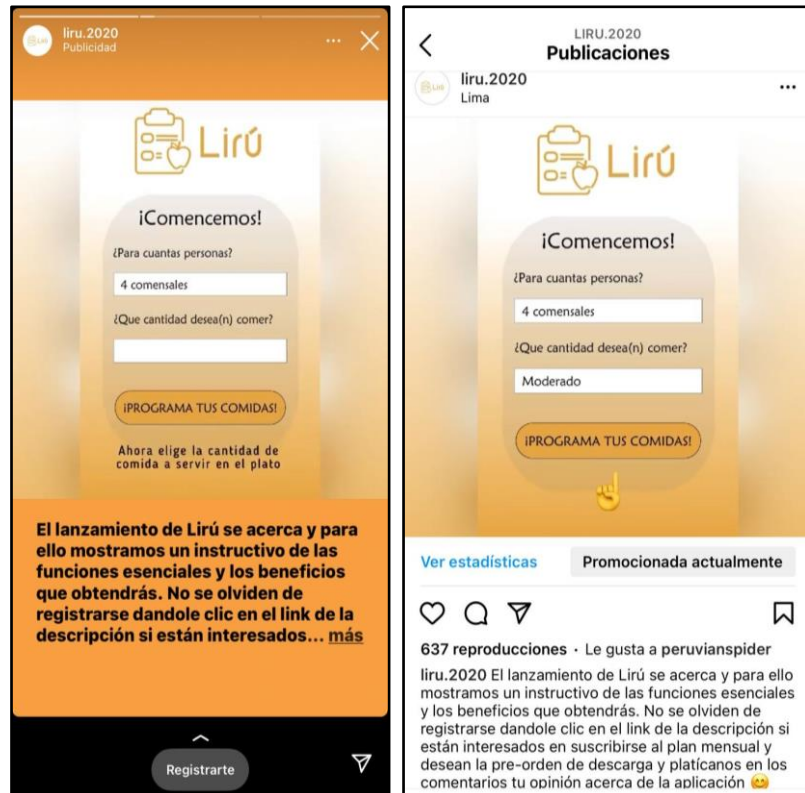 liru.2020
Publicidad
Lirú
¡Comencemos!
¿Para cuantas personas?
4 comensales
¿Que cantidad desea(n) comer?
¡PROGRAMA TUS COMIDAS!
Ahora elige la cantidad de
comida a servir en el plato
El lanzamiento de Lirú se acerca y para
ello mostramos un instructivo de las
funciones esenciales y los beneficios
que obtendrás. No se olviden de
registrarse dandole clic en el link de la
descripción si están interesados... más
Registrarte
LIRU.2020
Publicaciones
liru.2020
Lima
Lirú
¡Comencemos!
¿Para cuantas personas?
4 comensales
¿Que cantidad desea(n) comer?
Moderado
¡PROGRAMA TUS COMIDAS!
Ver estadísticas
Promocionada actualmente
637 reproducciones · Le gusta a peruvianspider
liru.2020 El lanzamiento de Lirú se acerca y para ello
mostramos un instructivo de las funciones esenciales
y los beneficios que obtendrás. No se olviden de
registrarse dandole clic en el link de la descripción si
están interesados en suscribirse al plan mensual y
desean la pre-orden de descarga y platícanos en los
comentarios tu opinión acerca de la aplicación 😊